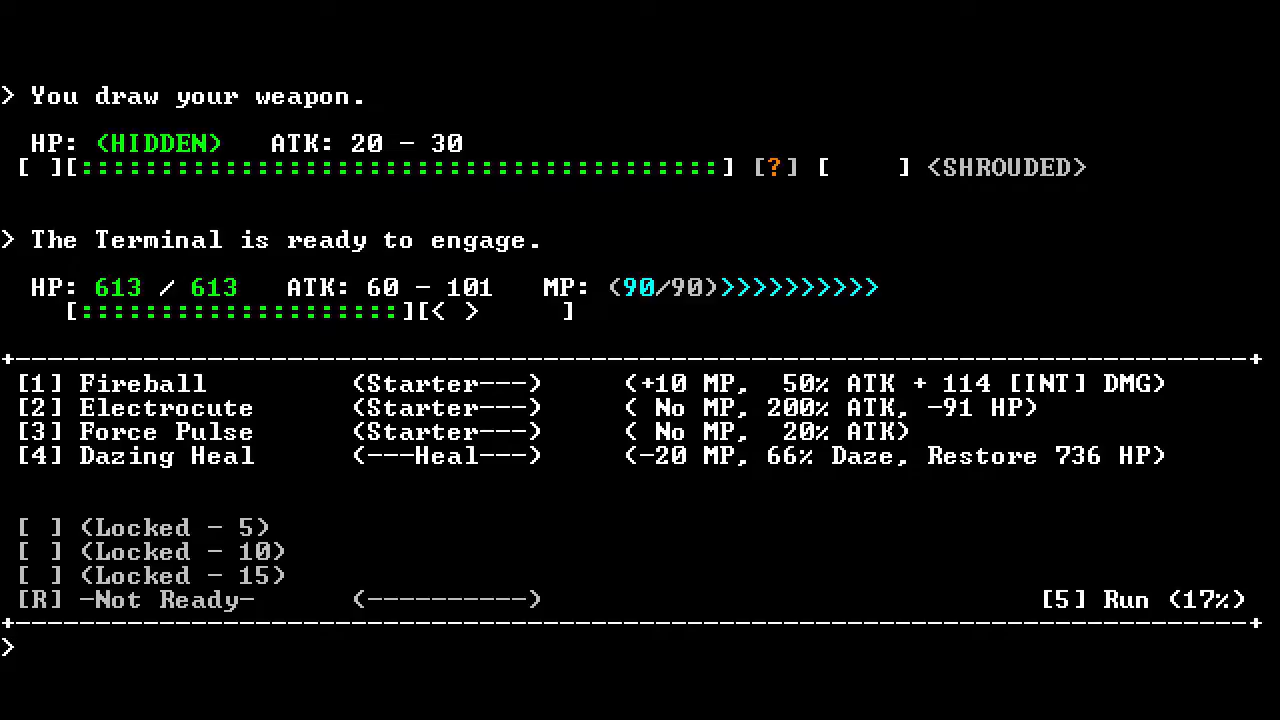 > You draw your weapon.
HP: (HIDDEN)   ATK: 20 - 30
[ ][::::::::::::::::::::::::::::::::::::::::] [?] [    ] <SHROUDED>
> The Terminal is ready to engage.
HP: 613 / 613   ATK: 60 - 101   MP: (90/90)>>>>>>>>>>
[::::::::::::::::::::][< >     ]
+------------------------------------------------------------------------------+
[1] Fireball         (Starter---)     (+10 MP,  50% ATK + 114 [INT] DMG)
[2] Electrocute      (Starter---)     ( No MP, 200% ATK, -91 HP)
[3] Force Pulse      (Starter---)     ( No MP,  20% ATK)
[4] Dazing Heal      (---Heal---)     (-20 MP, 66% Daze, Restore 736 HP)
[ ] (Locked - 5)
[ ] (Locked - 10)
[ ] (Locked - 15)
[R] -Not Ready-      (----------)                                [5] Run (17%)
+------------------------------------------------------------------------------+
>